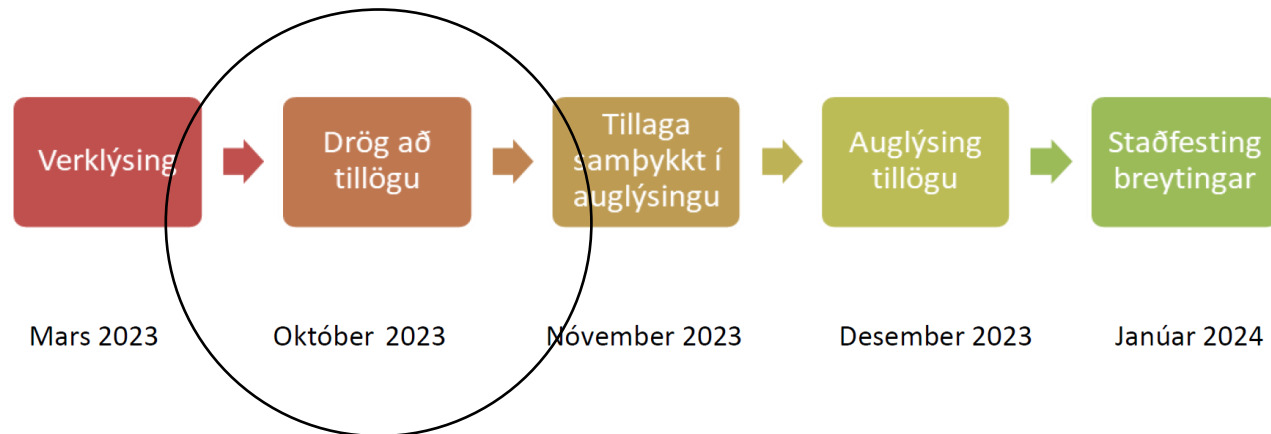 Verklýsing
Drög að
tillögu
Tillaga
samþykkt í
auglýsingu
Auglýsing
tillögu
Staðfesting
breytingar
Mars 2023
Október 2023
Nóvember 2023
Desember 2023
Janúar 2024